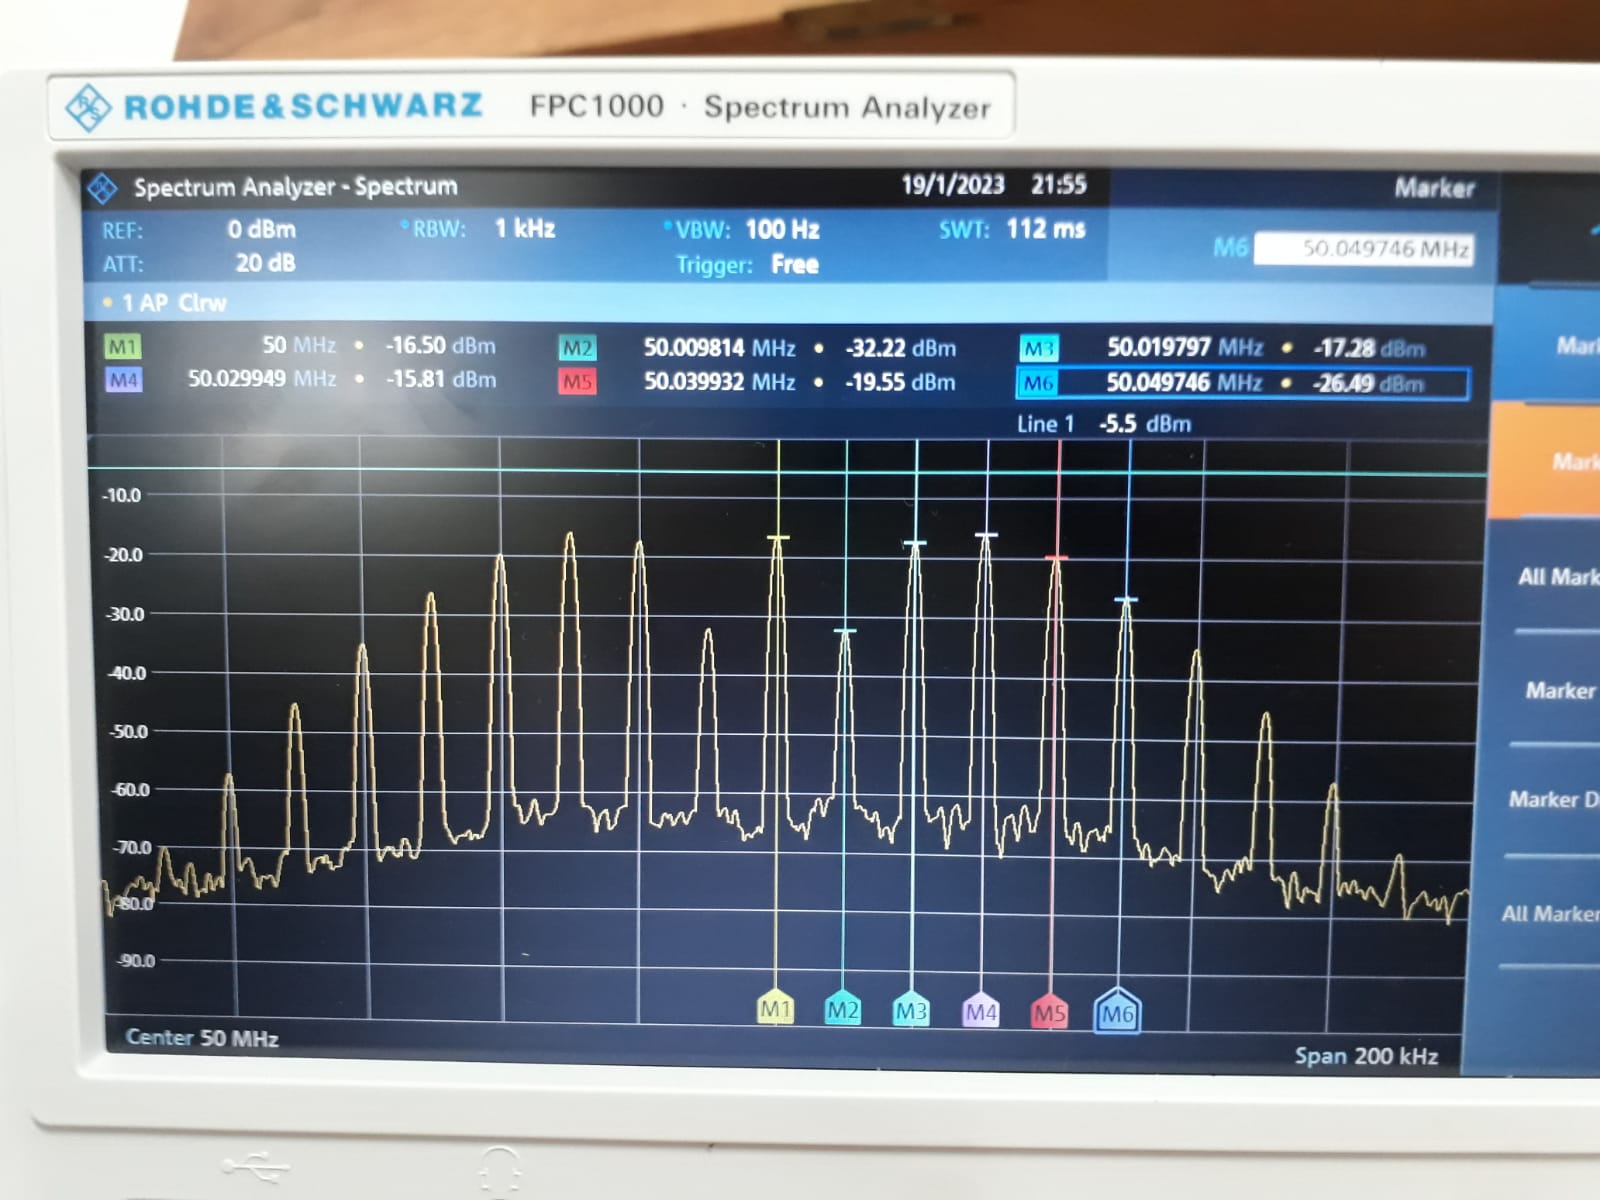 ROHDE&SCHWARZ FPC1000 · Spectrum Analyzer
Spectrum Analyzer - Spectrum 19/1/2023 21:55 Marker
REF: 0 dBm RBW: 1 kHz VBW: 100 Hz SWT: 112 ms
M6 50.049746 MHz
ATT: 20 dB Trigger: Free
1 AP Clrw
M1 50 MHz • -16.50 dBm M2 50.009814 MHz • -32.22 dBm M3 50.019797 MHz • -17.28 dBm
M4 50.029949 MHz • -15.81 dBm M5 50.039932 MHz • -19.55 dBm M6 50.049746 MHz • -26.49 dBm
Line 1 -5.5 dBm
-10.0
-20.0
-30.0
-40.0
-50.0
-60.0
-70.0
-80.0
-90.0
M1 M2 M3 M4 M5 M6
Center 50 MHz Span 200 kHz
All Mark
Marker
Marker D
All Marker